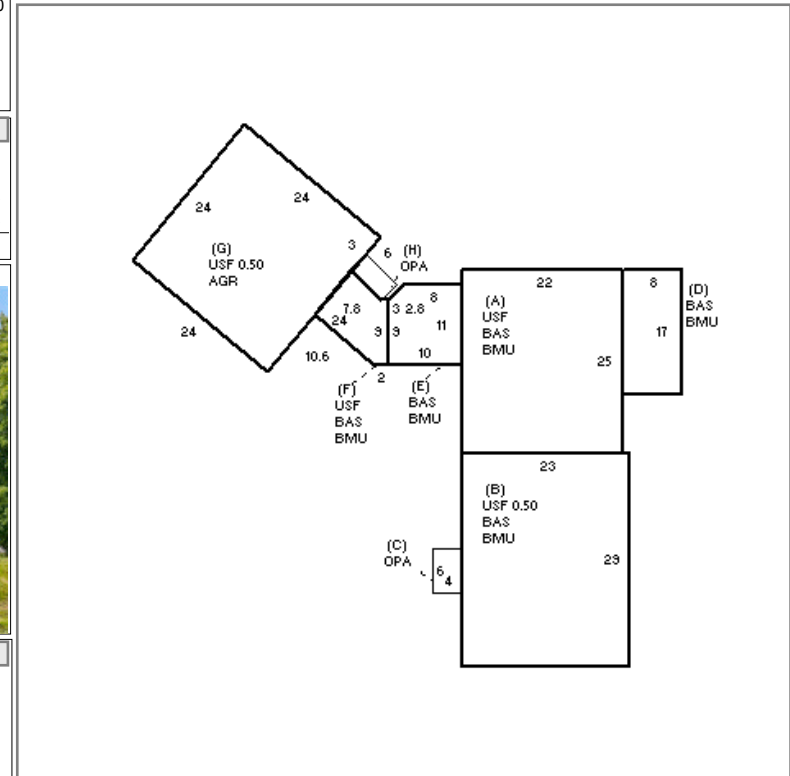 24
24
(G)
USF 0.50
AGR
24
24
3
6
(H)
OPA
7.8
9
10.6
2
(F)
USF
BAS
BMU
3
2.8
8
9
11
10
(E)
BAS
BMU
22
(A)
USF
BAS
BMU
25
8
17
(D)
BAS
BMU
23
(B)
USF 0.50
BAS
BMU
29
(C)
OPA
6
4